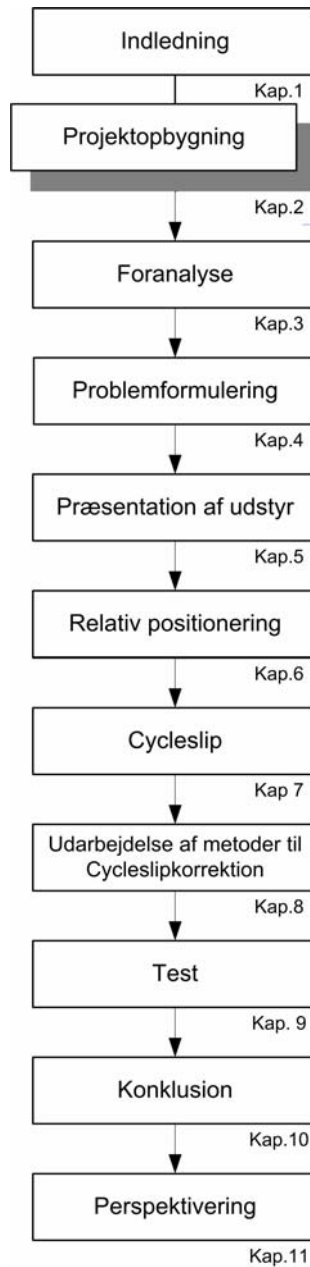 Indledning
Kap.1
Projektopbygning
Kap.2
Foranalyse
Kap.3
Problemformulering
Kap.4
Præsentation af udstyr
Kap.5
Relativ positionering
Kap.6
Cycleslip
Kap 7
Udarbejdelse af metoder til
Cycleslipkorrektion
Kap.8
Test
Kap. 9
Konklusion
Kap.10
Perspektivering
Kap.11